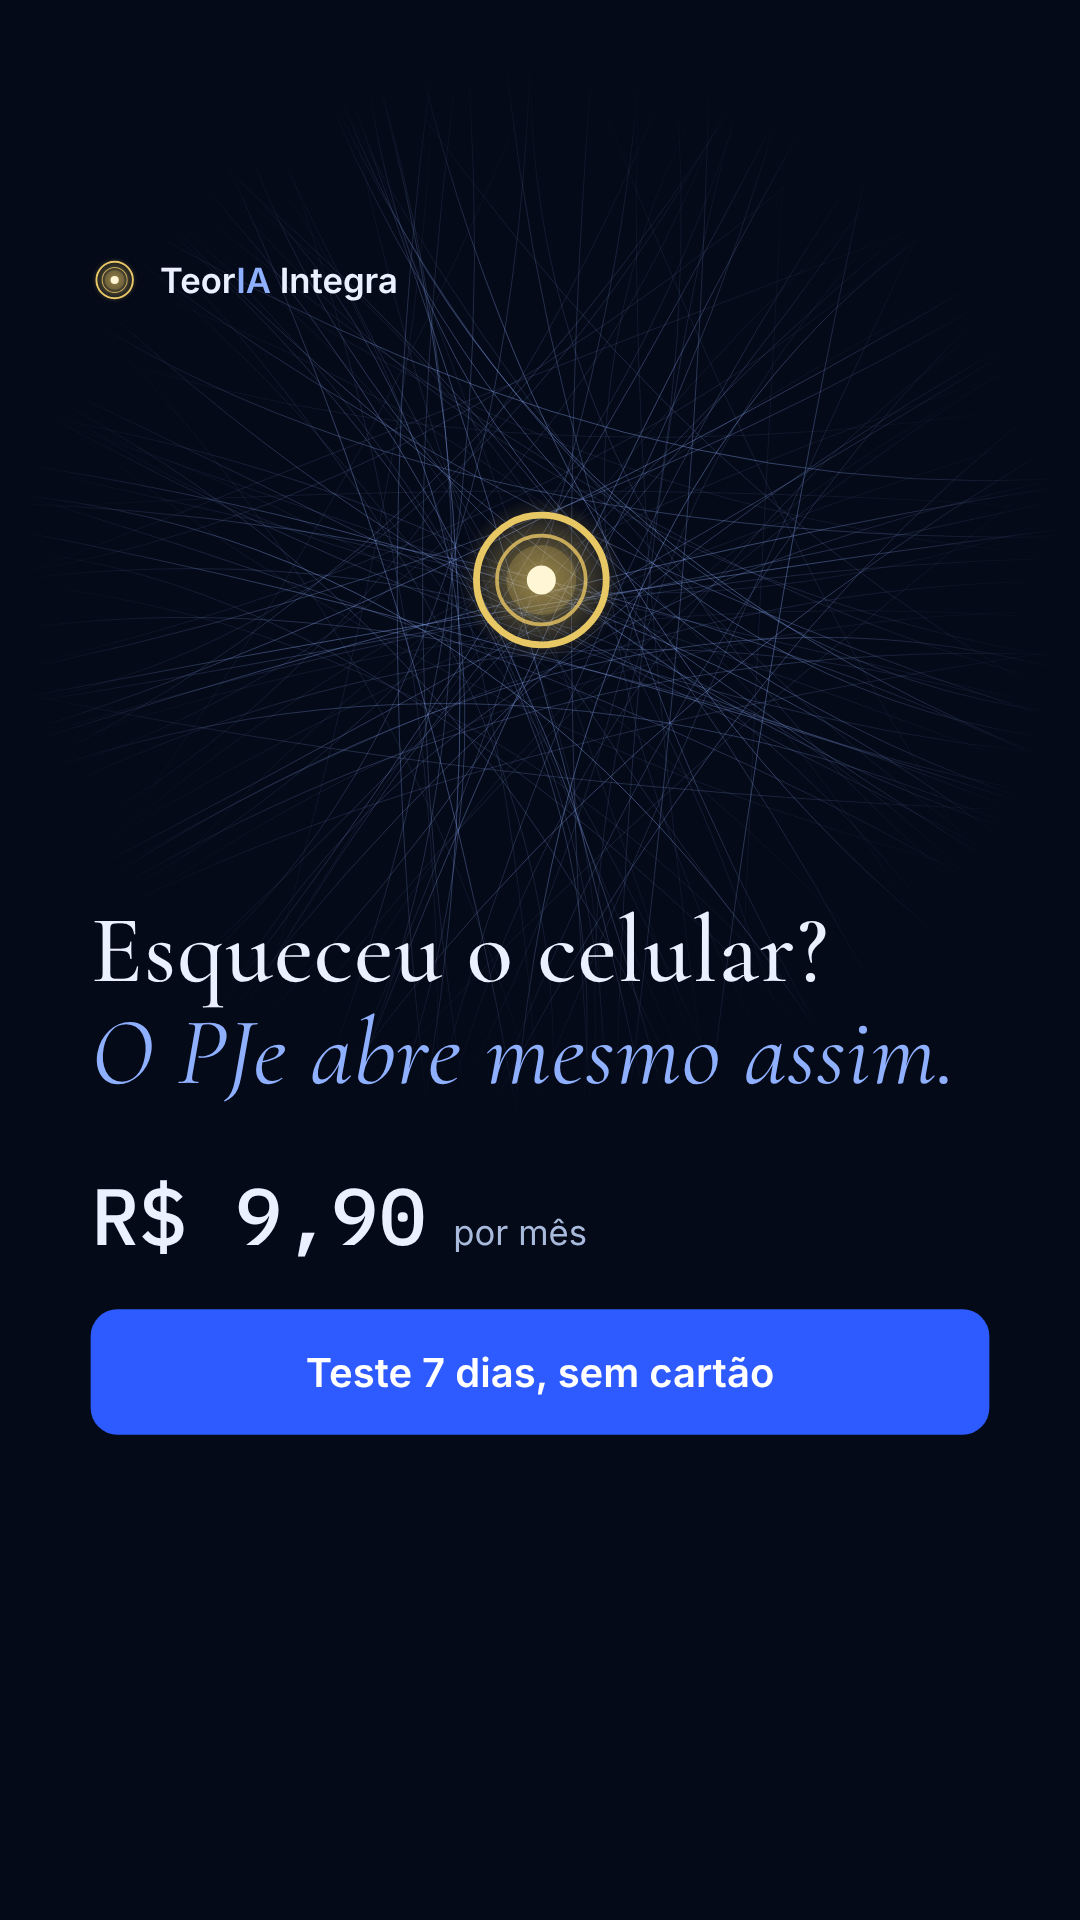 TeorIA Integra
Esqueceu o celular?
O PJe abre mesmo assim.
R$ 9,90 por mês
Teste 7 dias, sem cartão